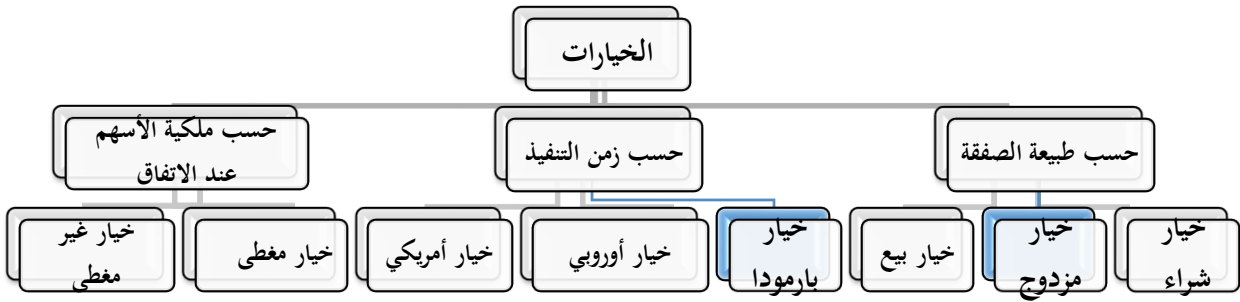 الخيارات
حسب طبيعة الصفقة
حسب زمن التنفيذ
حسب ملكية الأسهم
عند الاتفاق
خيار
شراء
خيار
مزدوج
خيار بيع
خيار
بارمودا
خيار أوروبي
خيار أمريكي
خيار مغطى
خيار غير
مغطى